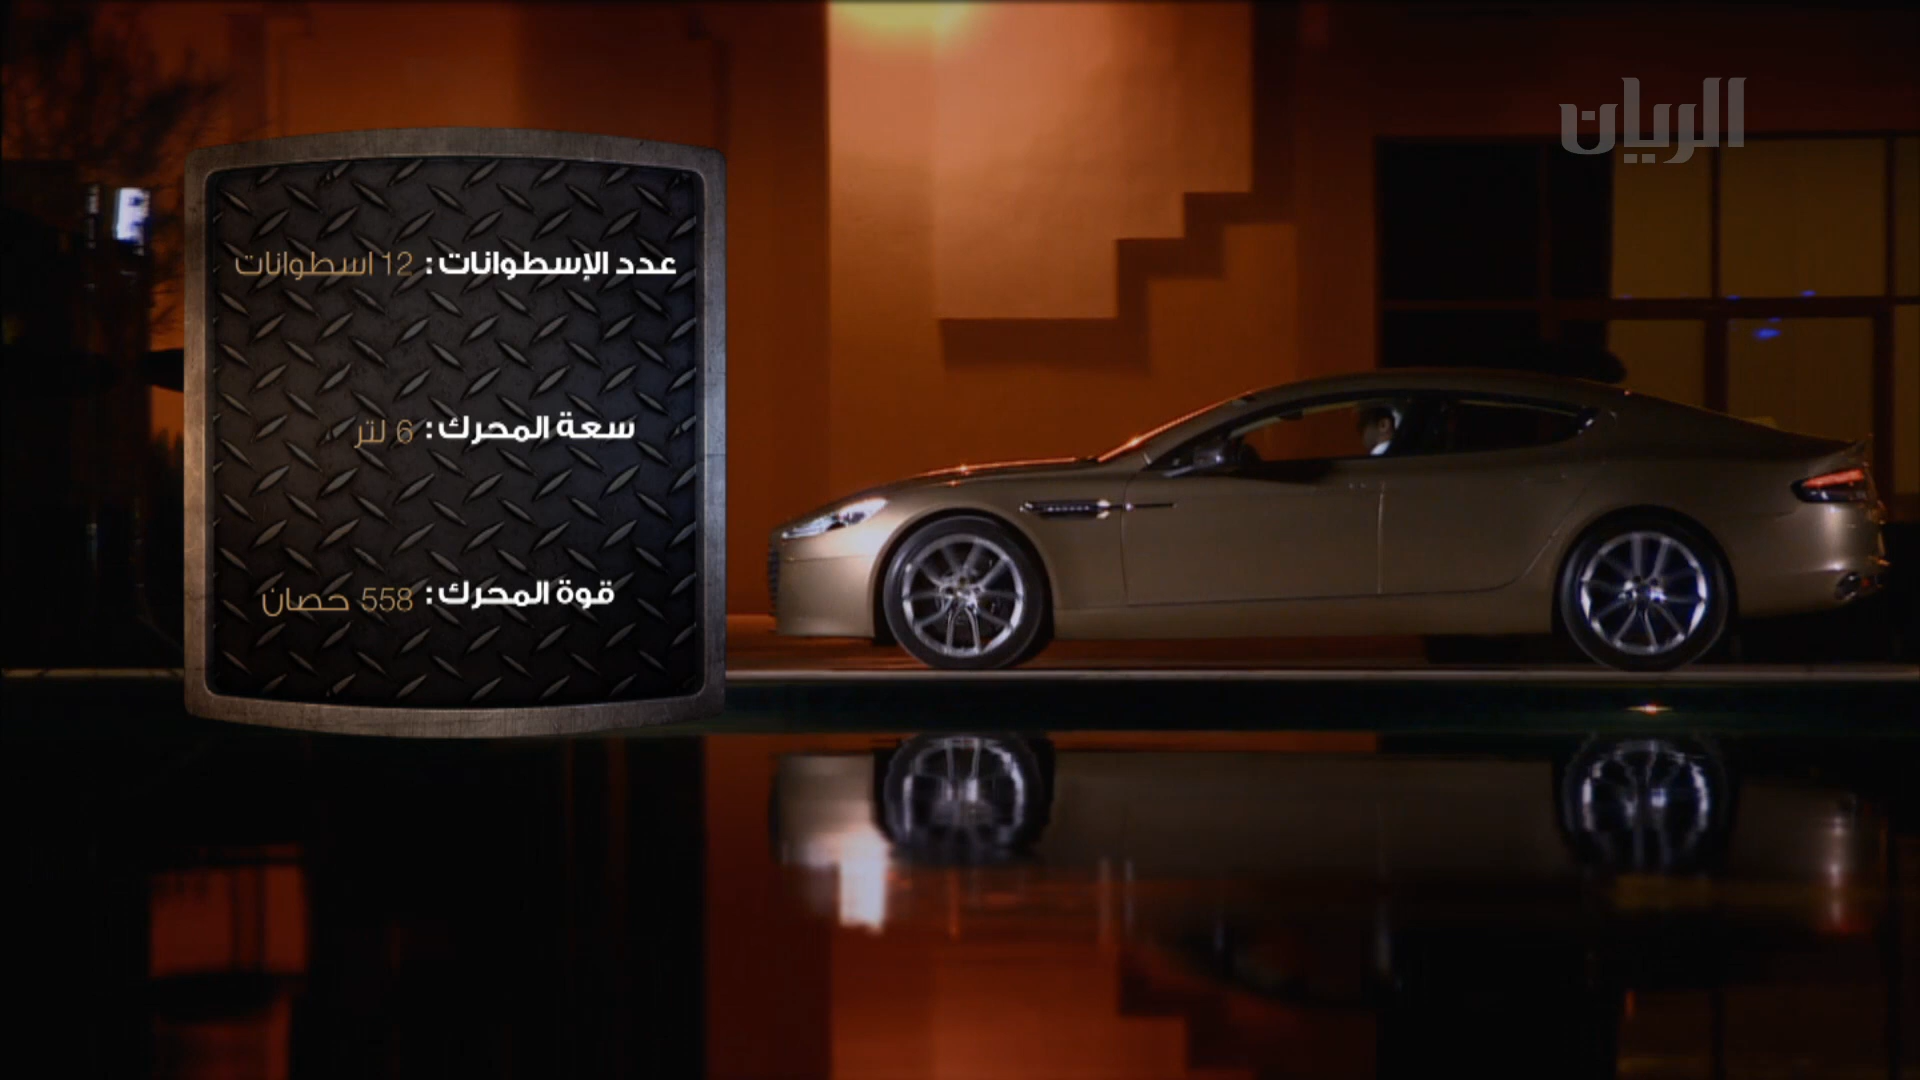 الريان
عدد الإسطوانات: 12 اسطوانات
سعة المحرك: 6 لتر
قوة المحرك: 558 حصان